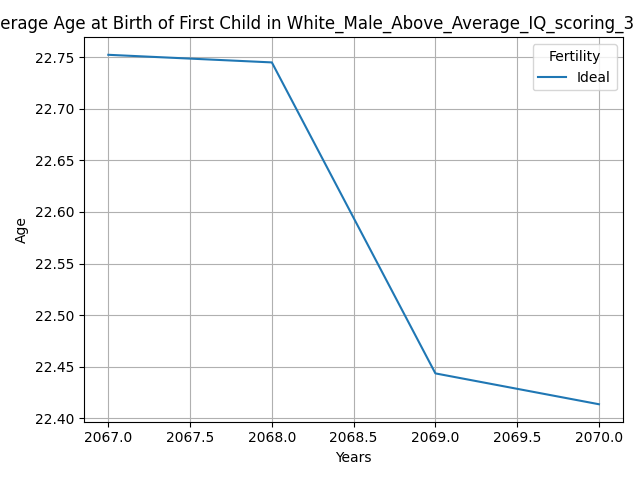 erage Age at Birth of First Child in White_Male_Above_Average_IQ_scoring_3
22.75
22.70
22.65
22.60
22.55
22.50
22.45
22.40
Age
Fertility
Ideal
2067.0 2067.5 2068.0 2068.5 2069.0 2069.5 2070.0
Years